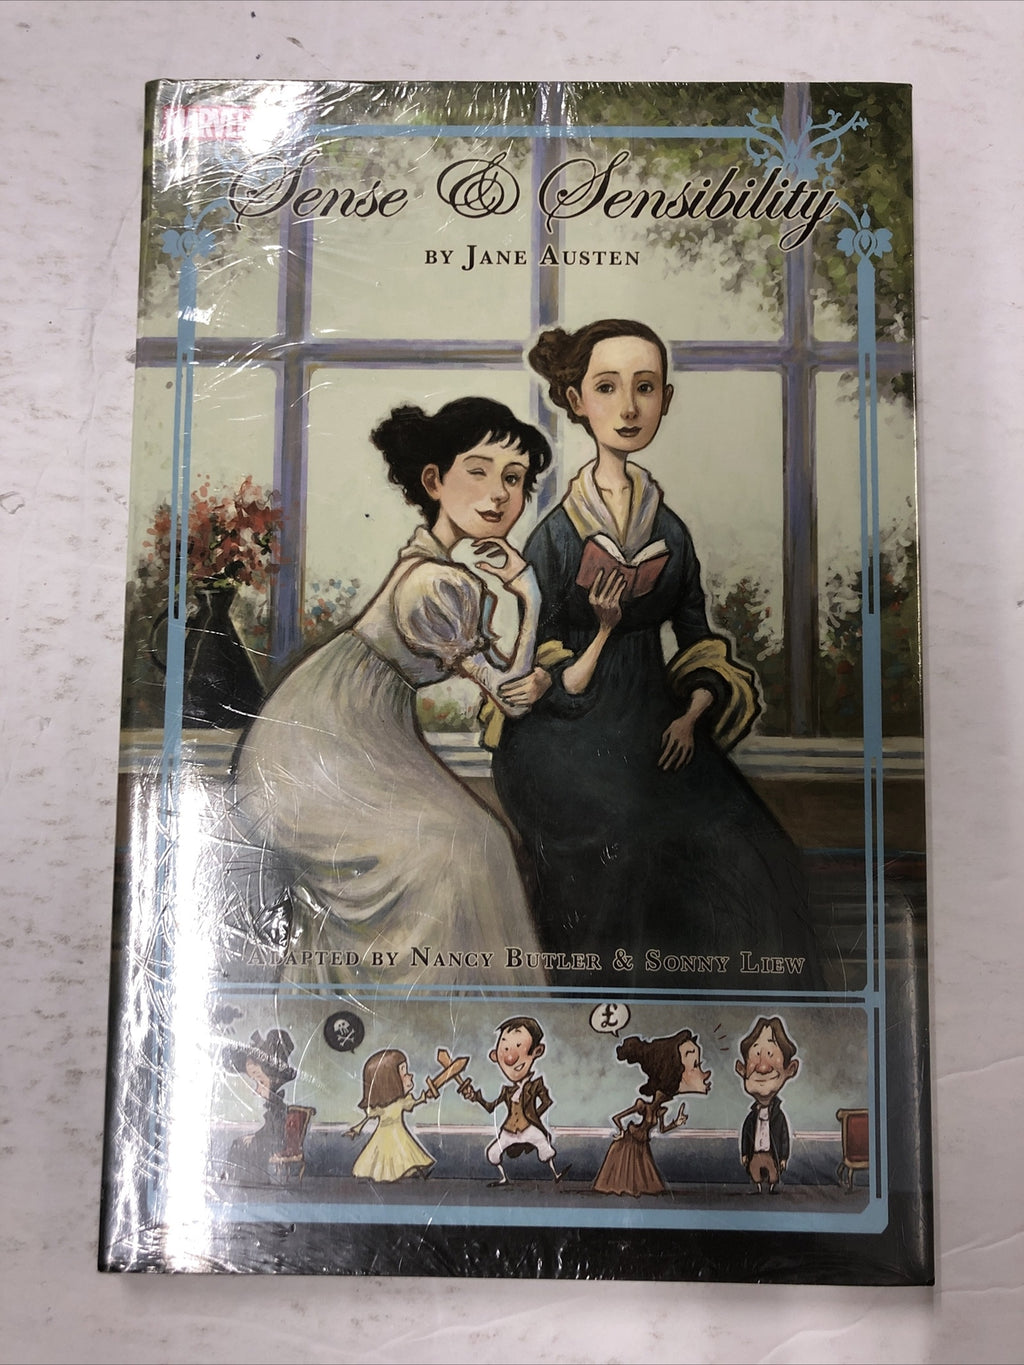 MARVEL
Sense & Sensibility
BY JANE AUSTEN
ADAPTED BY NANCY BUTLER & SONNY LIEW
£